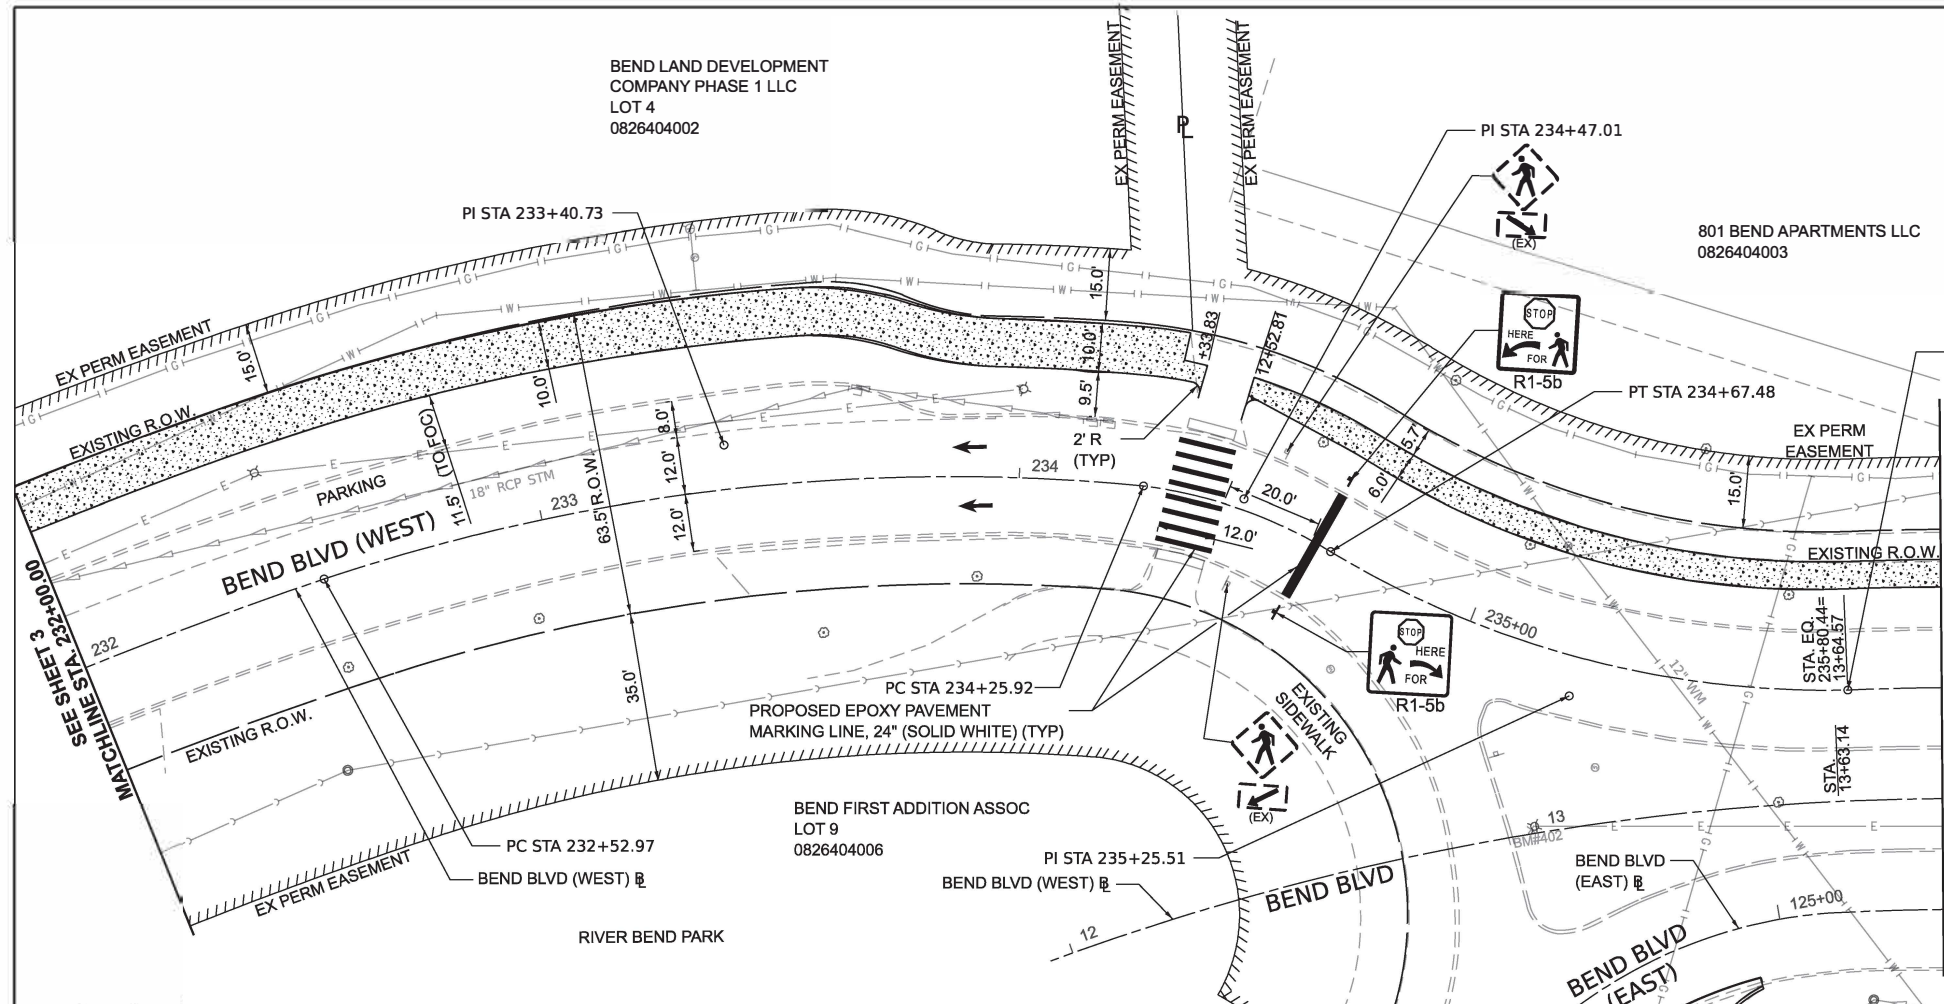 BEND LAND DEVELOPMENT
COMPANY PHASE 1 LLC
LOT 4
0826404002
EX PERM EASEMENT
PL
EX PERM EASEMENT
PI STA 234+47.01
(EX)
801 BEND APARTMENTS LLC
0826404003
PI STA 233+40.73
STOP
HERE
FOR
R1-5b
PT STA 234+67.48
EX PERM
EASEMENT
EX PERM EASEMENT
15.0'
EXISTING R.O.W.
10.0'
15.0'
10.0'
9.5'
+33.83
12+52.81
2' R
(TYP)
5.7'
6.0'
15.0'
EXISTING R.O.W.
PARKING
11.5' (TO FOC)
18" RCP STM
8.0'
12.0'
12.0'
63.5' R.O.W.
233
234
20.0'
12.0'
BEND BLVD (WEST)
232
SEE SHEET 3
MATCHLINE STA. 232+00.00
EXISTING R.O.W.
35.0'
235+00
STOP
HERE
FOR
R1-5b
12" WM
STA. EQ.
235+80.44=
13+64.57
STA.
13+63.14
PC STA 234+25.92
PROPOSED EPOXY PAVEMENT
MARKING LINE, 24" (SOLID WHITE) (TYP)
EXISTING
SIDEWALK
(EX)
BEND FIRST ADDITION ASSOC
LOT 9
0826404006
PC STA 232+52.97
BEND BLVD (WEST) BL
EX PERM EASEMENT
RIVER BEND PARK
PI STA 235+25.51
BEND BLVD (WEST) BL
12
BEND BLVD
13
BM#402
BEND BLVD
(EAST) BL
125+00
BEND BLVD
(EAST)